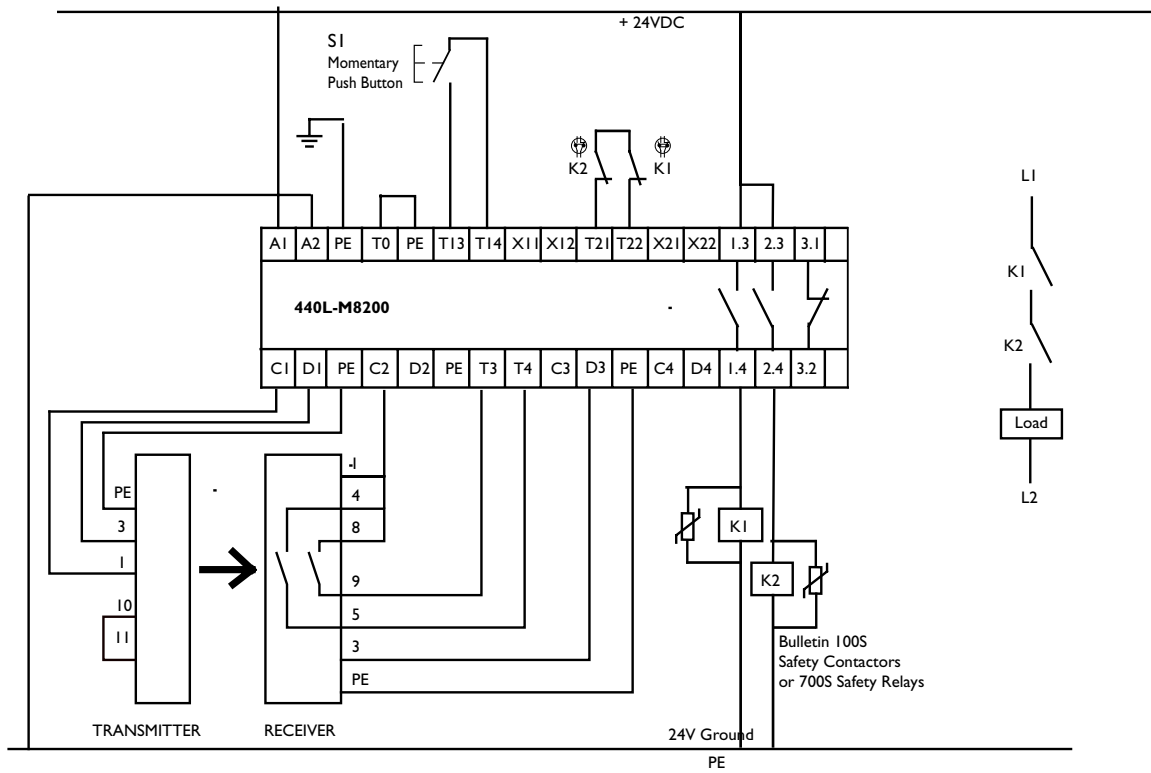 + 24VDC
S1
Momentary
Push Button
K2
K1
L1
K1
K2
Load
L2
A1 A2 PE T0 PE T13 T14 X11 X12 T21 T22 X21 X22 1.3 2.3 3.1
440L-M8200
C1 D1 PE C2 D2 PE T3 T4 C3 D3 PE C4 D4 1.4 2.4 3.2
PE
3
1
10
11
TRANSMITTER
-1
4
8
9
5
3
PE
RECEIVER
K1
K2
Bulletin 100S
Safety Contactors
or 700S Safety Relays
24V Ground
PE